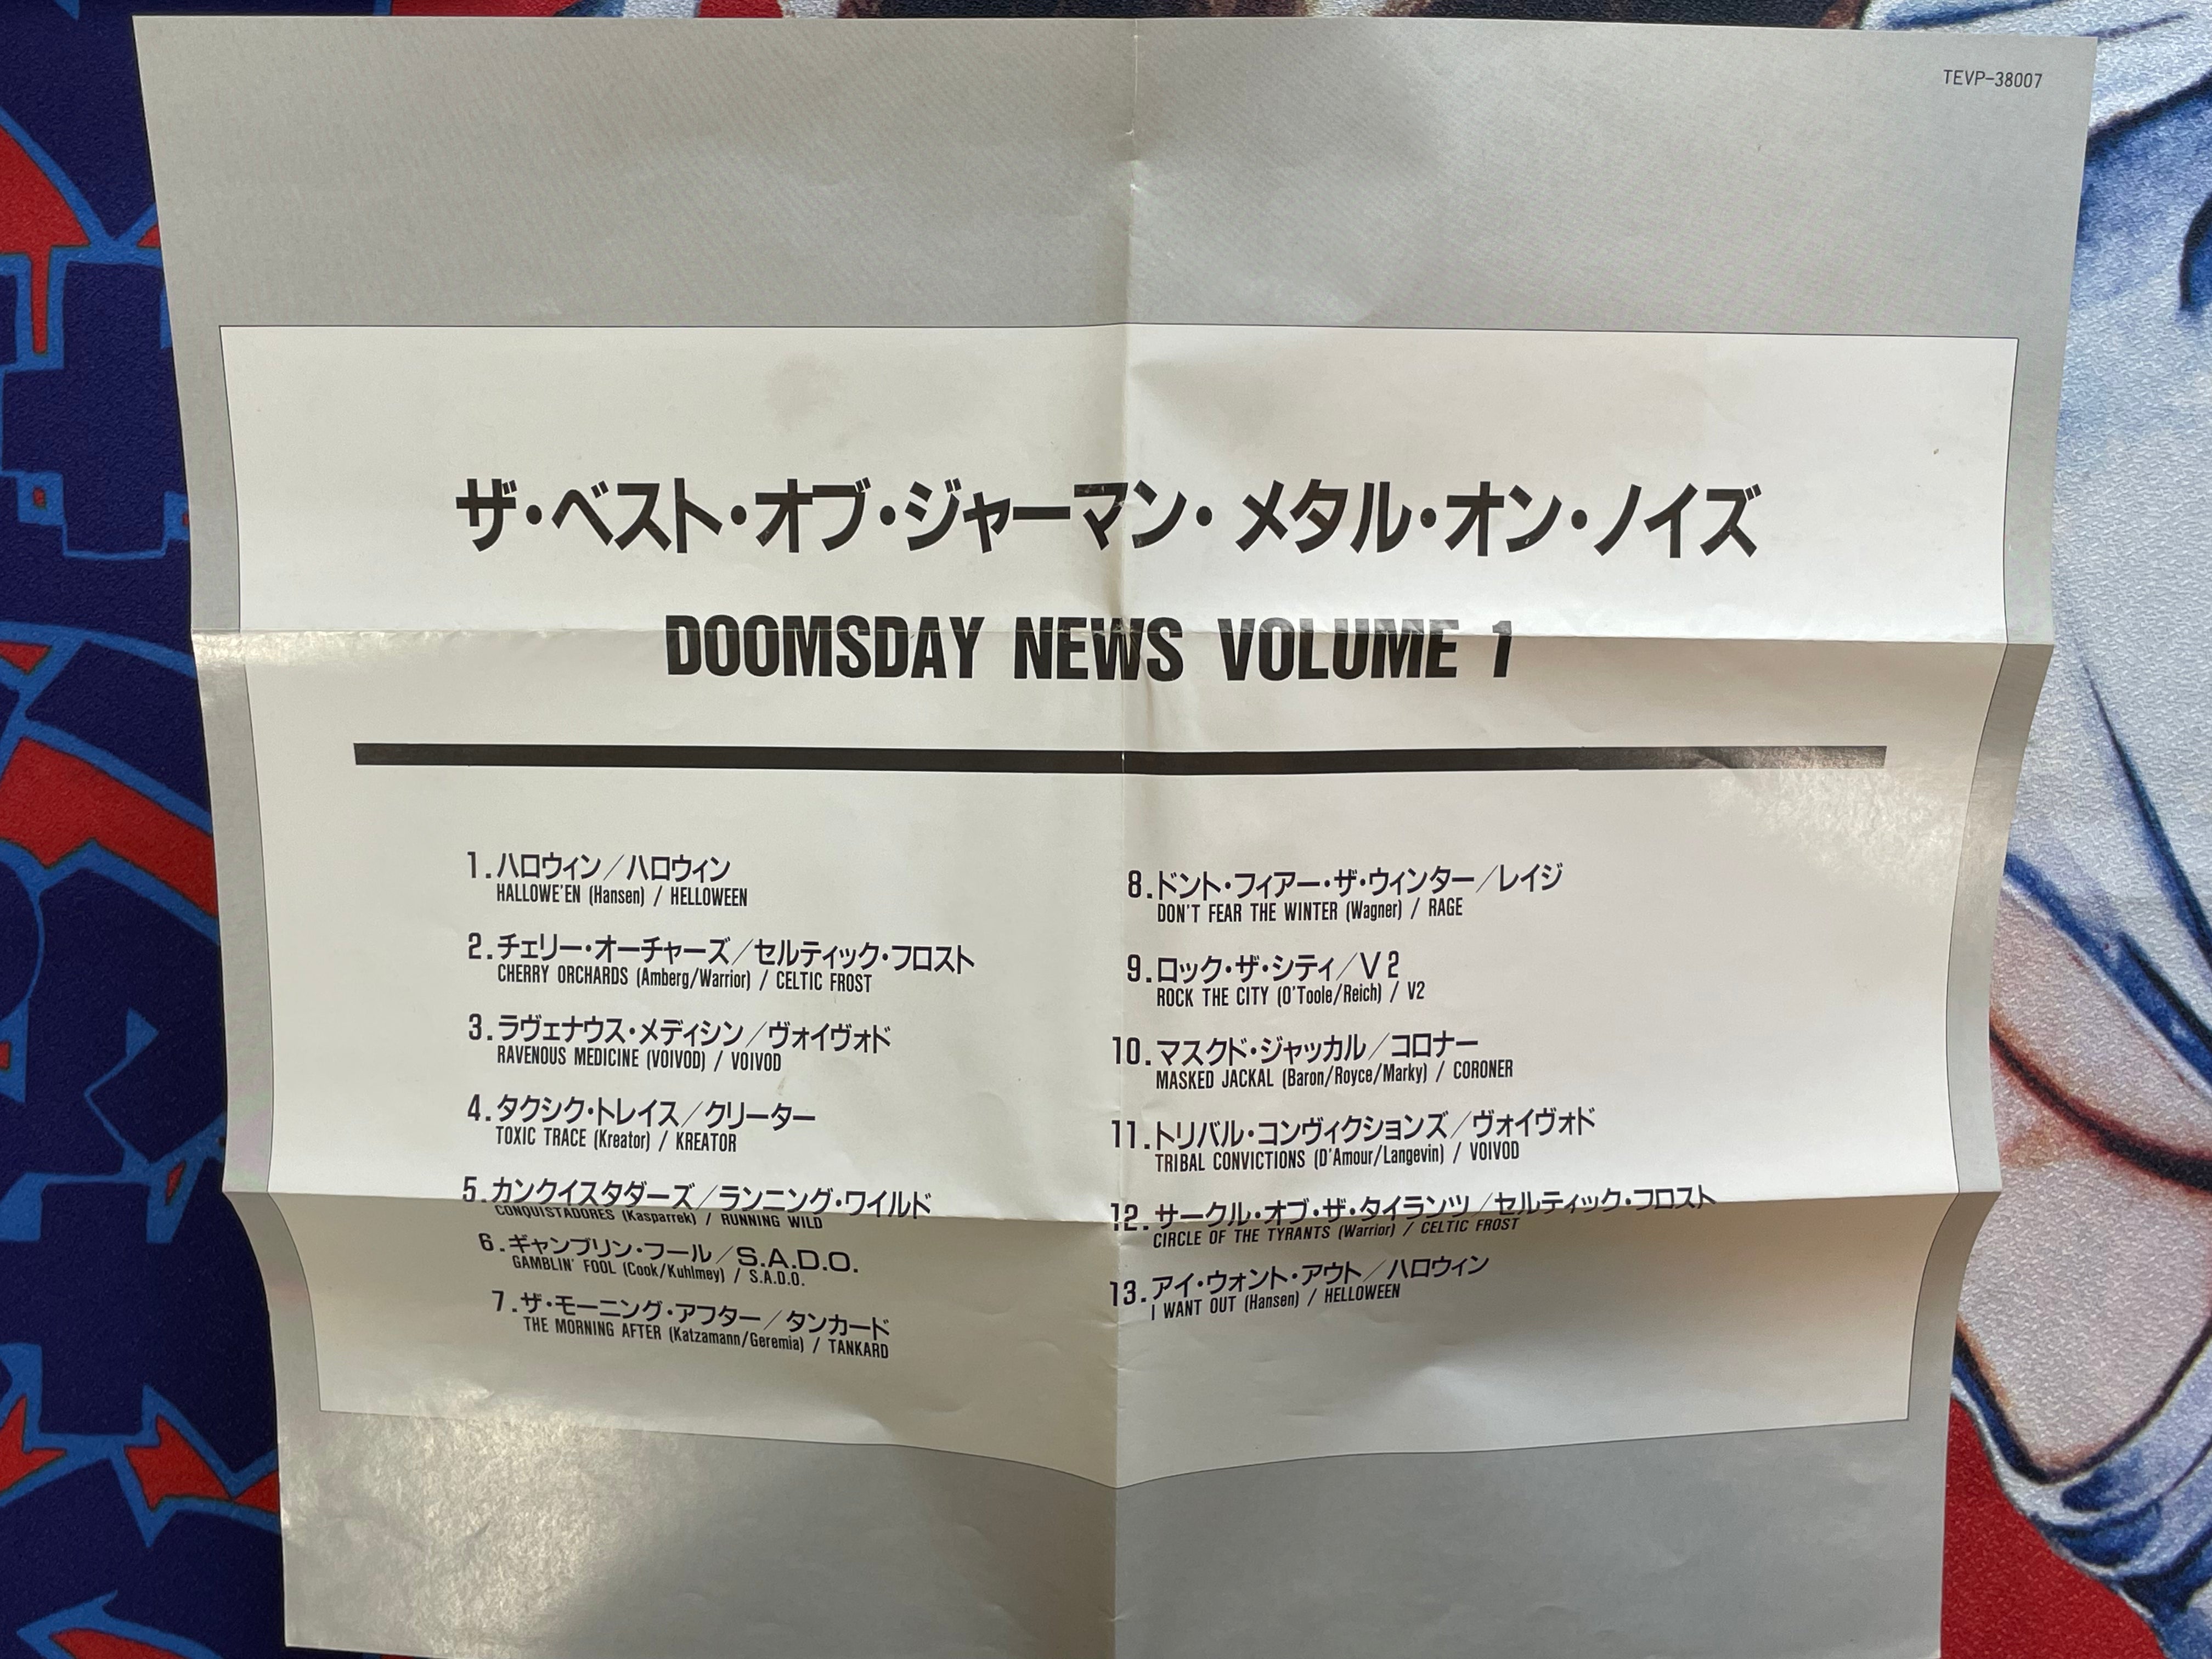 TEVP-38007
ザ・ベスト・オブ・ジャーマン・メタル・オン・ノイズ
DOOMSDAY NEWS VOLUME 1
1.ハロウィン／ハロウィン
HALLOWE'EN (Hansen) / HELLOWEEN
2.チェリー・オーチャーズ／セルティック・フロスト
CHERRY ORCHARDS (Amberg/Warrior) / CELTIC FROST
3.ラヴェナウス・メディシン／ヴォイヴォド
RAVENOUS MEDICINE (VOIVOD) / VOIVOD
4.タクシク・トレイス／クリーター
TOXIC TRACE (Kreator) / KREATOR
5.カンクイスタダーズ／ランニング・ワイルド
CONQUISTADORES (Kasparrek) / RUNNING WILD
6.ギャンブリン・フール／S.A.D.O.
GAMBLIN' FOOL (Cook/Kuhlmey) / S.A.D.O.
7.ザ・モーニング・アフター／タンカード
THE MORNING AFTER (Katzamann/Geremia) / TANKARD
8.ドント・フィアー・ザ・ウィンター／レイジ
DON'T FEAR THE WINTER (Wagner) / RAGE
9.ロック・ザ・シティ／V2
ROCK THE CITY (O'Toole/Reich) / V2
10.マスクド・ジャッカル／コロナー
MASKED JACKAL (Baron/Royce/Marky) / CORONER
11.トリバル・コンヴィクションズ／ヴォイヴォド
TRIBAL CONVICTIONS (D'Amour/Langevin) / VOIVOD
12.サークル・オブ・ザ・タイランツ／セルティック・フロスト
CIRCLE OF THE TYRANTS (Warrior) / CELTIC FROST
13.アイ・ウォント・アウト／ハロウィン
I WANT OUT (Hansen) / HELLOWEEN